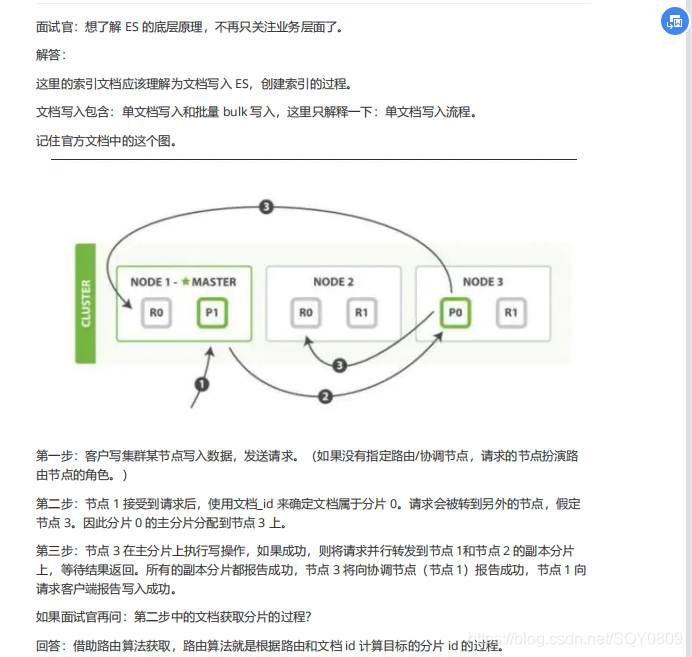 面试官：想了解 ES 的底层原理，不再只关注业务层面了。
解答：
这里的索引文档应该理解为文档写入 ES，创建索引的过程。
文档写入包含：单文档写入和批量 bulk 写入，这里只解释一下：单文档写入流程。
记住官方文档中的这个图。
3
CLUSTER
NODE 1 - ★ MASTER
NODE 2
NODE 3
R0
P1
R0
R1
P0
R1
3
1
2
第一步：客户写集群某节点写入数据，发送请求。（如果没有指定路由/协调节点，请求的节点扮演路
由节点的角色。）
第二步：节点 1 接受到请求后，使用文档_id 来确定文档属于分片 0。请求会被转到另外的节点，假定
节点 3。因此分片 0 的主分片分配到节点 3 上。
第三步：节点 3 在主分片上执行写操作，如果成功，则将请求并行转发到节点 1和节点 2 的副本分片
上，等待结果返回。所有的副本分片都报告成功，节点 3 将向协调节点（节点 1）报告成功，节点 1 向
请求客户端报告写入成功。
如果面试官再问：第二步中的文档获取分片的过程？
回答：借助路由算法获取，路由算法就是根据路由和文档 id 计算目标的分片 id 的过程。
https://blog.csdn.net/SQY0809